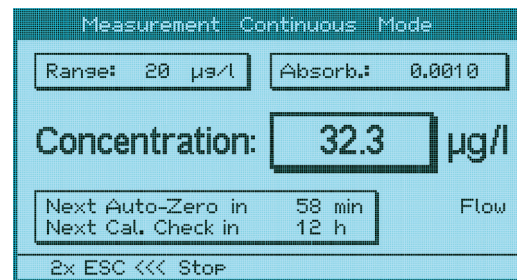 Measurement Continuous Mode
Range: 20 µg/l Absorb.: 0.0010
Concentration: 32.3 µg/l
Next Auto-Zero in 58 min Flow
Next Cal. Check in 12 h
2x ESC <<< Stop